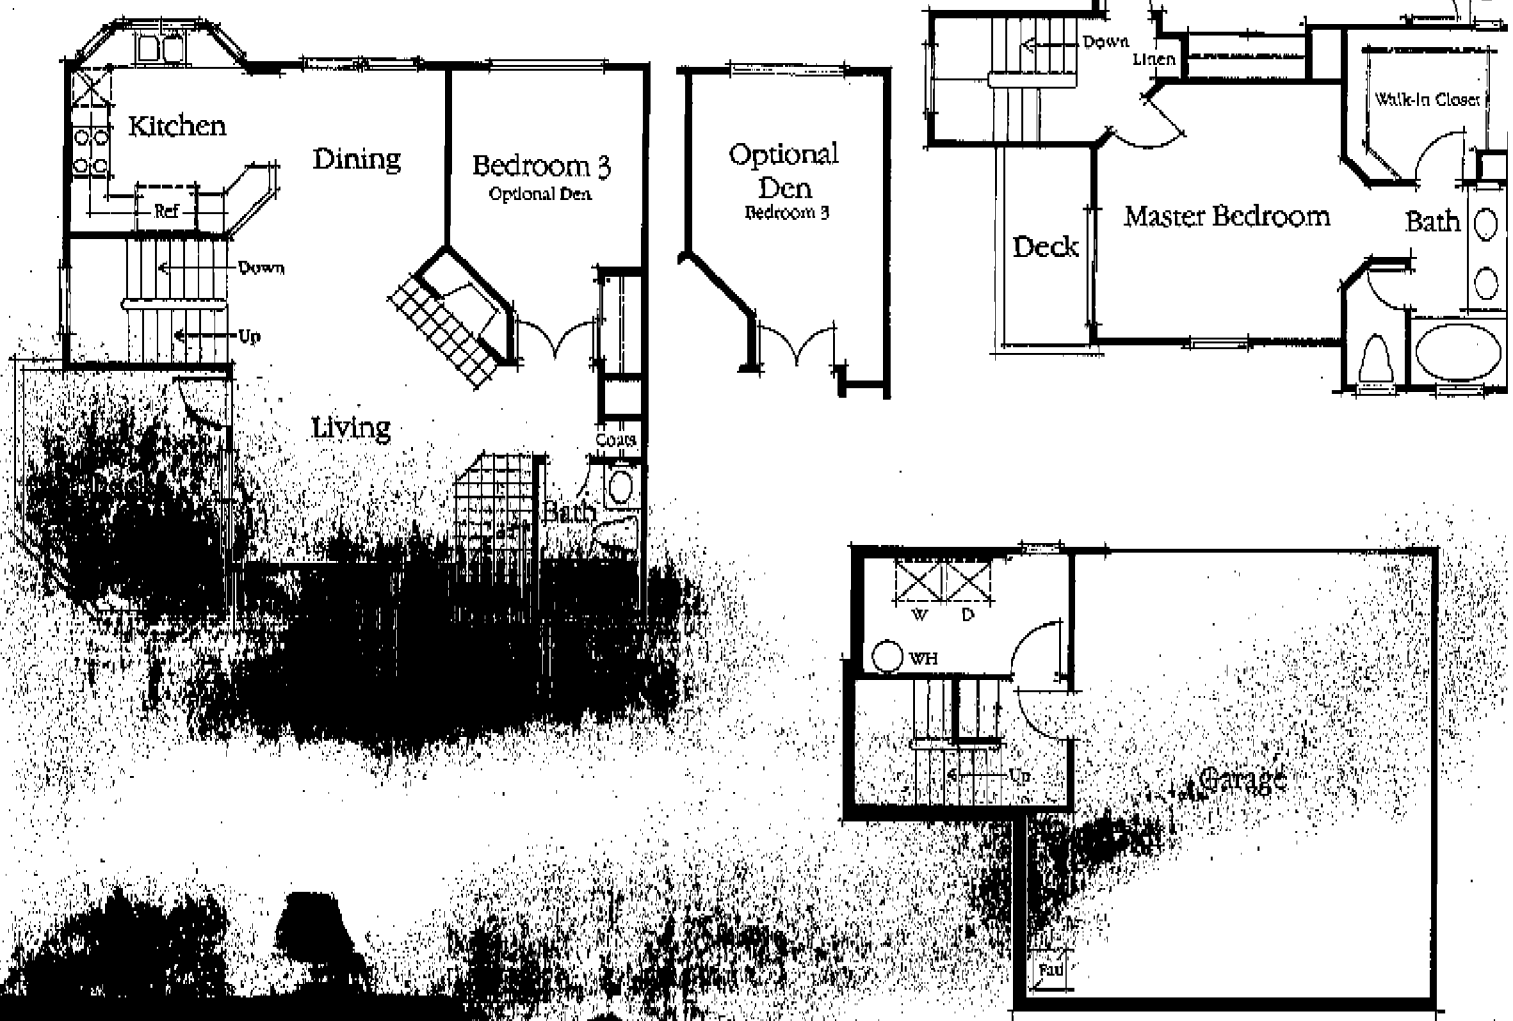 Kitchen
Dining
Bedroom 3
Optional Den
Ref
Down
Up
Living
Coats
Bath
Optional
Den
Bedroom 3
Down
Linen
Walk-in Closet
Master Bedroom
Bath
Deck
W
D
WH
Up
Garage
Fau